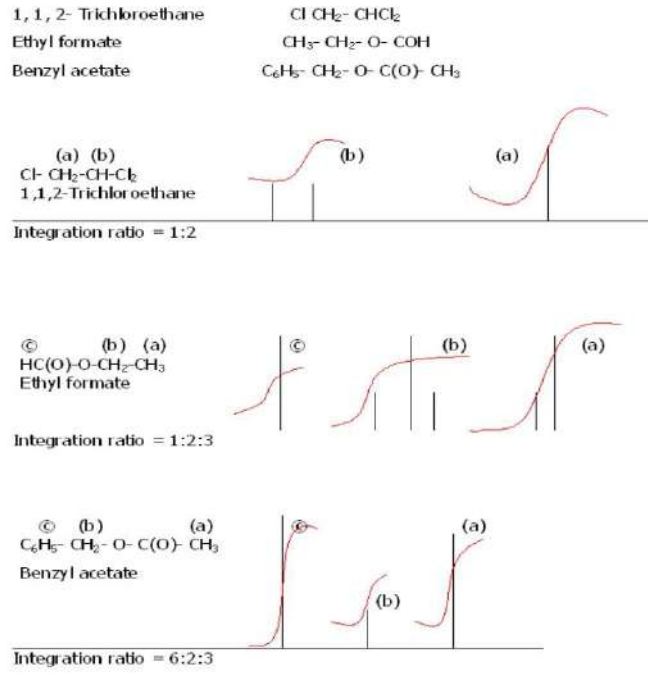 1, 1, 2- Trichloroethane Cl CH₂- CHCl₂
Ethyl formate CH₃- CH₂- O- COH
Benzyl acetate C₆H₅- CH₂- O- C(O)- CH₃
(a) (b) (b) (a)
Cl- CH₂-CH-Cl₂
1,1,2-Trichloroethane
Integration ratio = 1:2
© (b) (a) © (b) (a)
HC(O)-O-CH₂-CH₃
Ethyl formate
Integration ratio = 1:2:3
© (b) (a) © (a)
C₆H₅- CH₂- O- C(O)- CH₃
Benzyl acetate
(b)
Integration ratio = 6:2:3